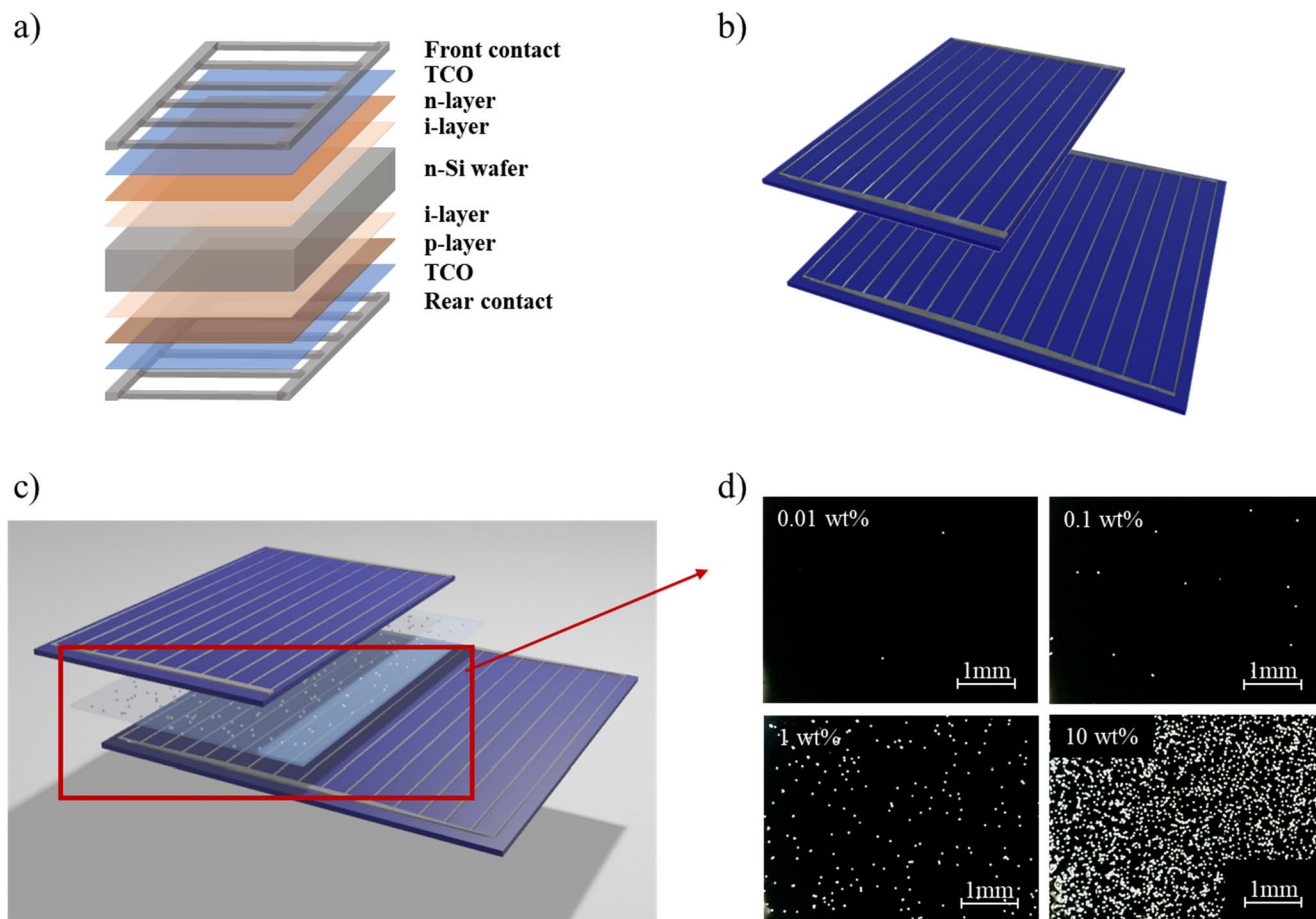 a)
Front contact
TCO
n-layer
i-layer
n-Si wafer
i-layer
p-layer
TCO
Rear contact
b)
c)
d)
0.01 wt%
1mm
0.1 wt%
1mm
1 wt%
1mm
10 wt%
1mm